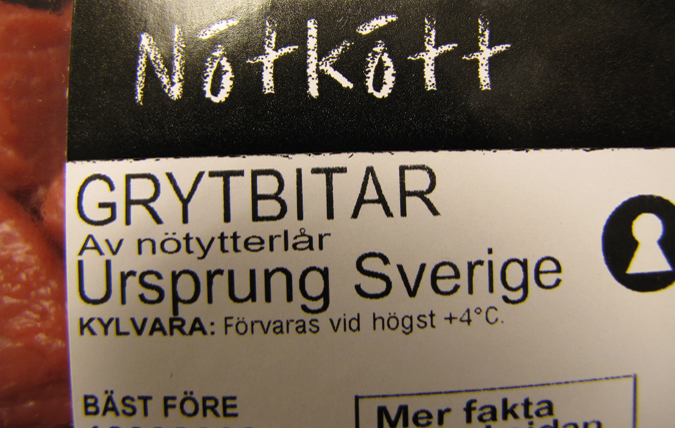 Nötkött
GRYTBITAR
Av nötytterlår
Ursprung Sverige
KYLVARA: Förvaras vid högst +4°C.
BÄST FÖRE
Mer fakta